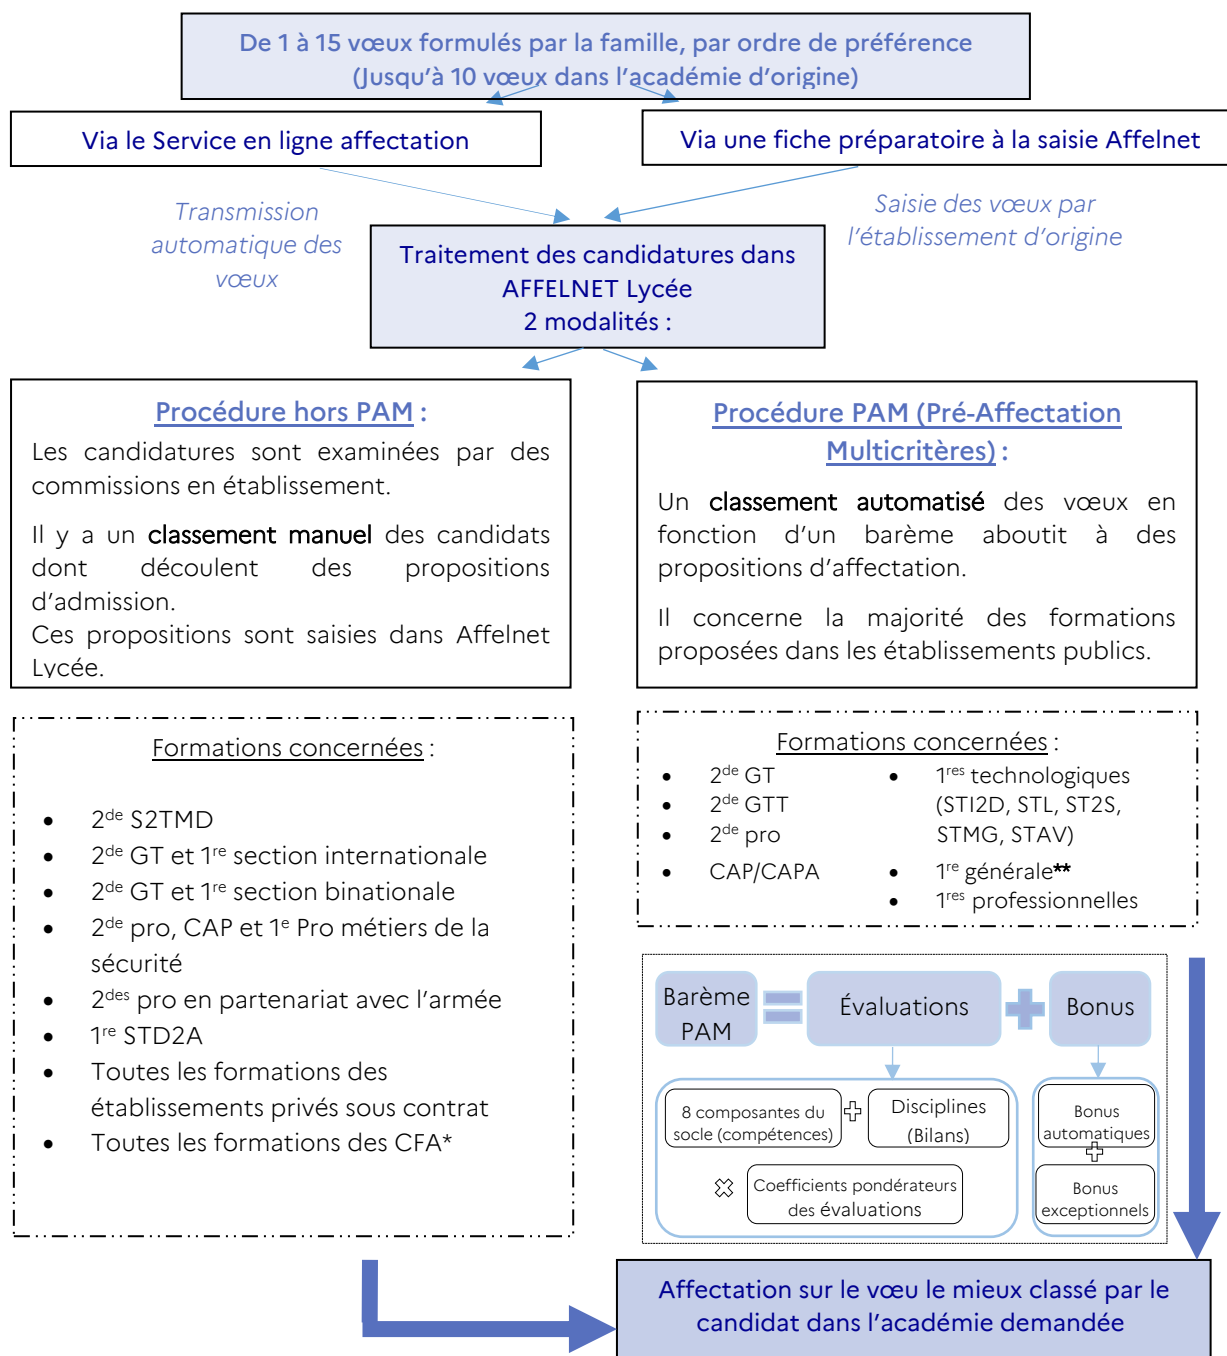 De 1 à 15 vœux formulés par la famille, par ordre de préférence
(Jusqu'à 10 vœux dans l'académie d'origine)
Via le Service en ligne affectation
Via une fiche préparatoire à la saisie Affelnet
Transmission
automatique des
vœux
Saisie des vœux par
l'établissement d'origine
Traitement des candidatures dans
AFFELNET Lycée
2 modalités :
Procédure hors PAM :
Les candidatures sont examinées par des
commissions en établissement.
Il y a un classement manuel des candidats
dont découlent des propositions
d'admission.
Ces propositions sont saisies dans Affelnet
Lycée.
Procédure PAM (Pré-Affectation
Multicritères) :
Un classement automatisé des vœux en
fonction d'un barème aboutit à des
propositions d'affectation.
Il concerne la majorité des formations
proposées dans les établissements publics.
Formations concernées :
• 2de S2TMD
• 2de GT et 1re section internationale
• 2de GT et 1re section binationale
• 2de pro, CAP et 1e Pro métiers de la
sécurité
• 2des pro en partenariat avec l'armée
• 1re STD2A
• Toutes les formations des
établissements privés sous contrat
• Toutes les formations des CFA*
Formations concernées :
• 2de GT
• 2de GTT
• 2de pro
• CAP/CAPA
• 1res technologiques
(STI2D, STL, ST2S,
STMG, STAV)
• 1re générale**
• 1res professionnelles
Barème
PAM
Évaluations
Bonus
8 composantes du
socle (compétences)
Disciplines
(Bilans)
Coefficients pondérateurs
des évaluations
Bonus
automatiques
Bonus
exceptionnels
Affectation sur le vœu le mieux classé par le
candidat dans l'académie demandée